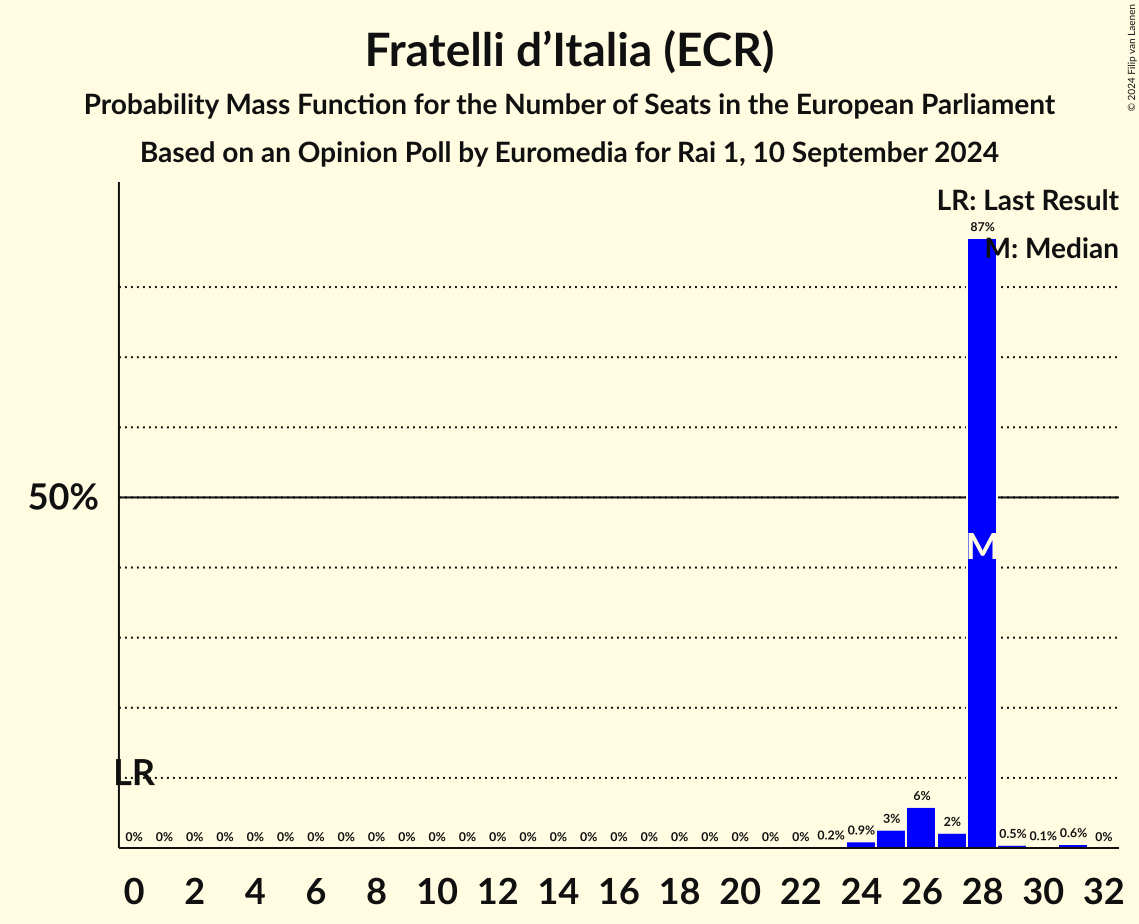 Fratelli d’Italia (ECR)
Probability Mass Function for the Number of Seats in the European Parliament
Based on an Opinion Poll by Euromedia for Rai 1, 10 September 2024
© 2024 Filip van Laenen
LR: Last Result
87%
M: Median
50%
M
LR
6%
0% 0% 0% 0% 0% 0% 0% 0% 0% 0% 0% 0% 0% 0% 0% 0% 0% 0% 0% 0% 0% 0% 0% 0.2% 0.9% 3% 2% 0.5% 0.1% 0.6% 0%
0 2 4 6 8 10 12 14 16 18 20 22 24 26 28 30 32